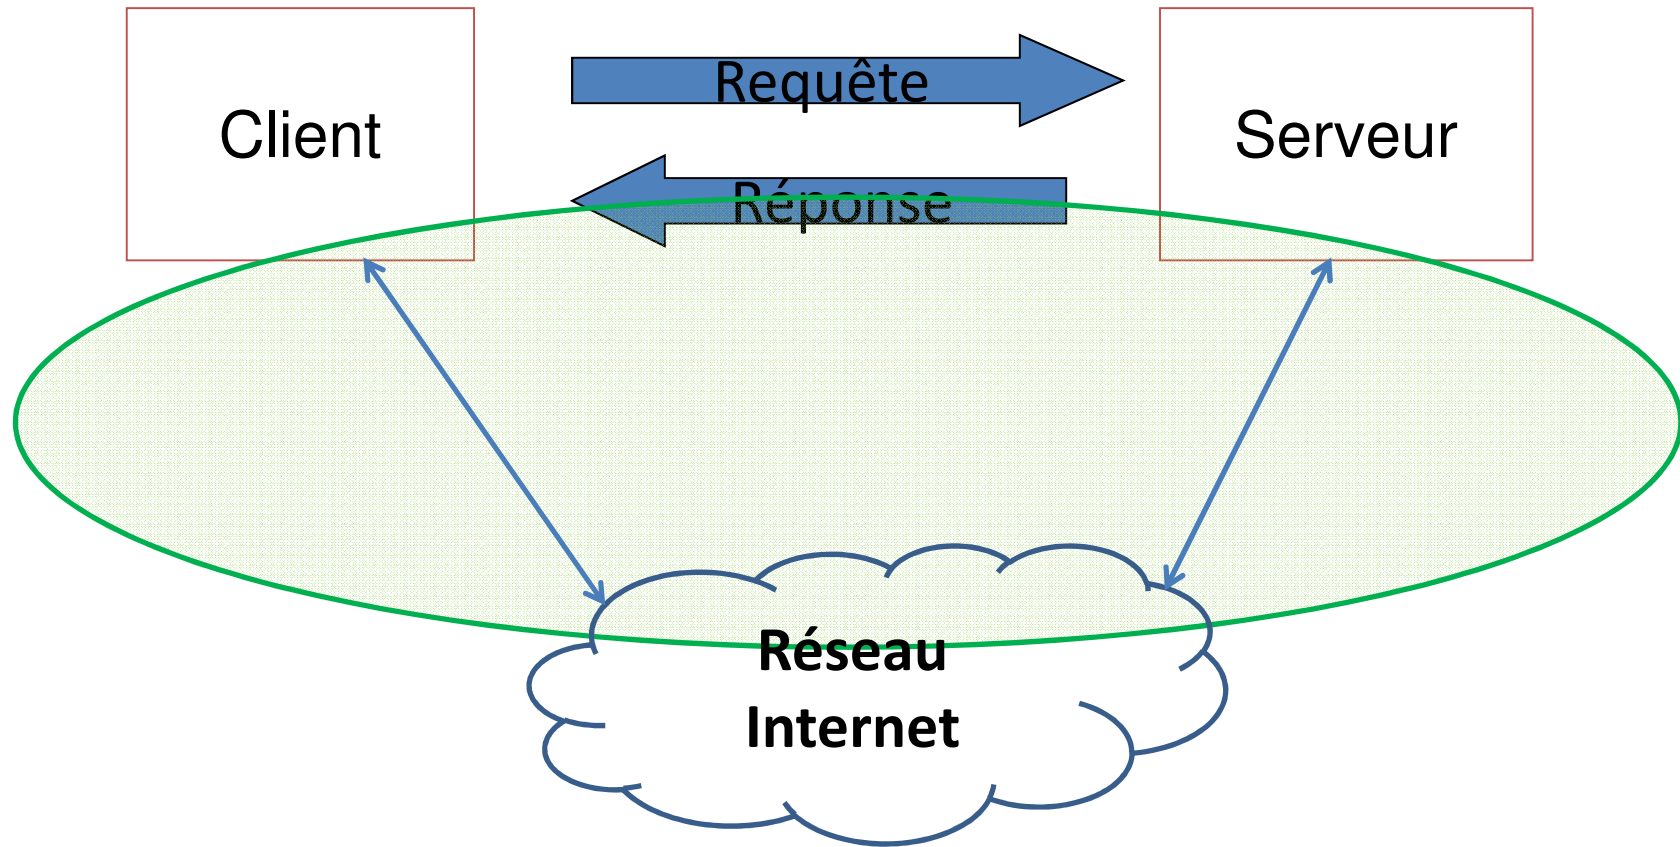 Requête
Client
Serveur
Réponse
Réseau
Internet